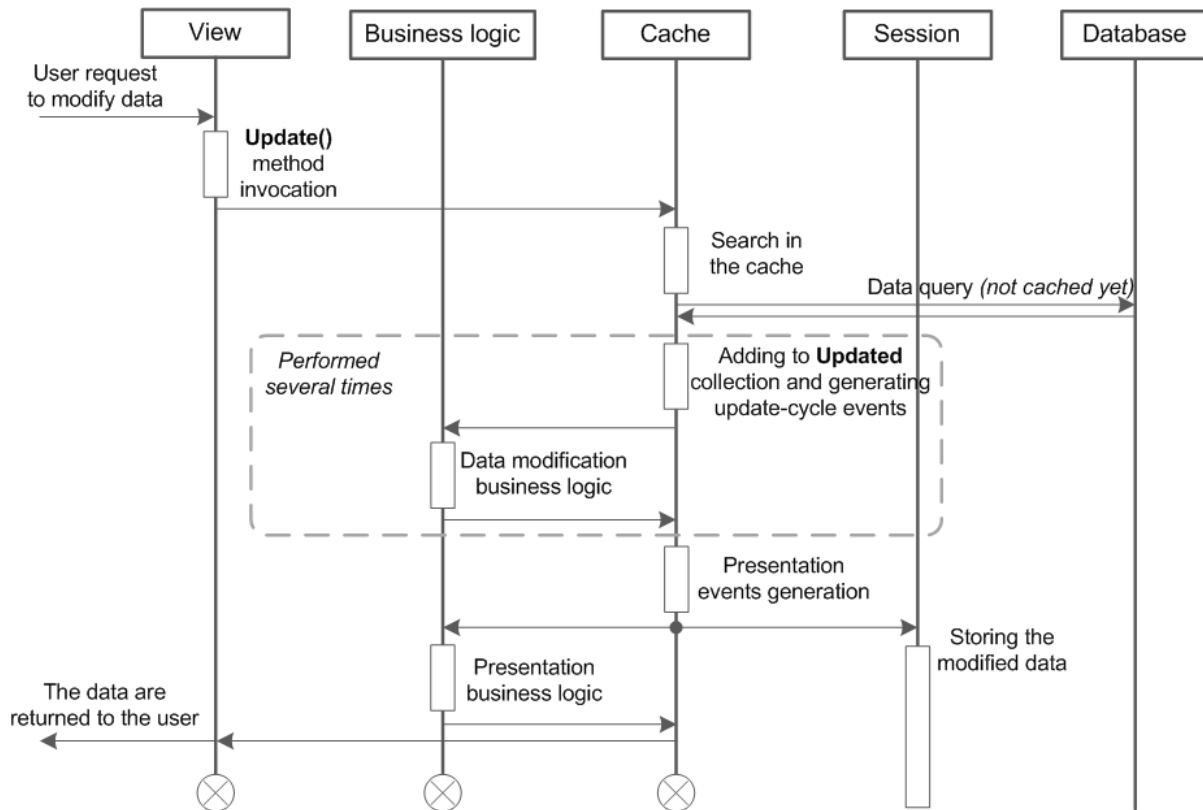 View
Business logic
Cache
Session
Database
User request
to modify data
Update()
method
invocation
Search in
the cache
Data query (not cached yet)
Performed
several times
Adding to Updated
collection and generating
update-cycle events
Data modification
business logic
Presentation
events generation
Storing the
modified data
Presentation
business logic
The data are
returned to the user